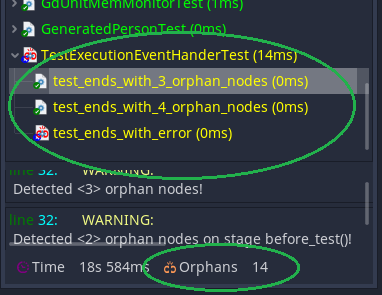 GdUnitMemMonitorTest (1ms)
GeneratedPersonTest (1ms)
TestExecutionEventHanderTest (14ms)
test_ends_with_3_orphan_nodes (0ms)
test_ends_with_4_orphan_nodes (0ms)
test_ends_with_error (0ms)
line 32: WARNING:
Detected <3> orphan nodes!
line 32: WARNING:
Detected <2> orphan nodes on stage before_test()!
Time 18s 584ms Orphans 14